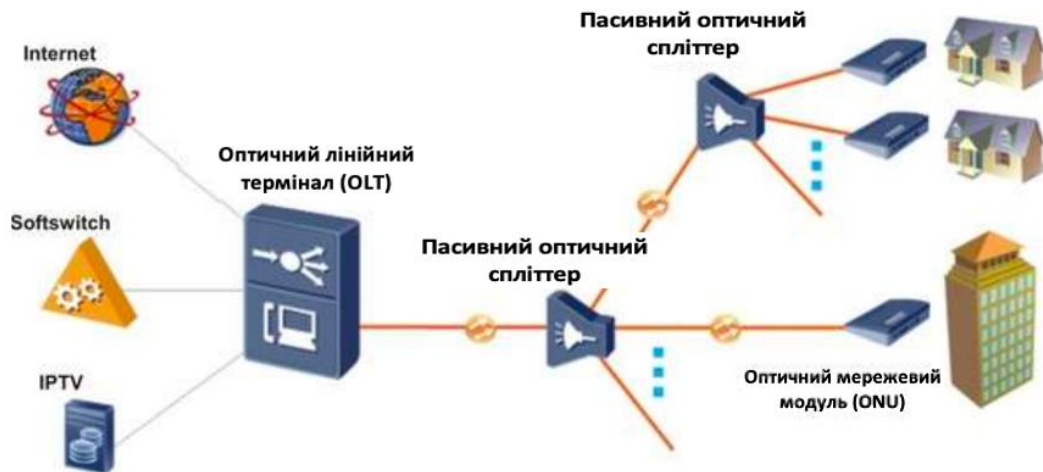 Пасивний оптичний
спліттер
Internet
Оптичний лінійний
термінал (OLT)
Softswitch
Пасивний оптичний
спліттер
IPTV
Оптичний мережевий
модуль (ONU)